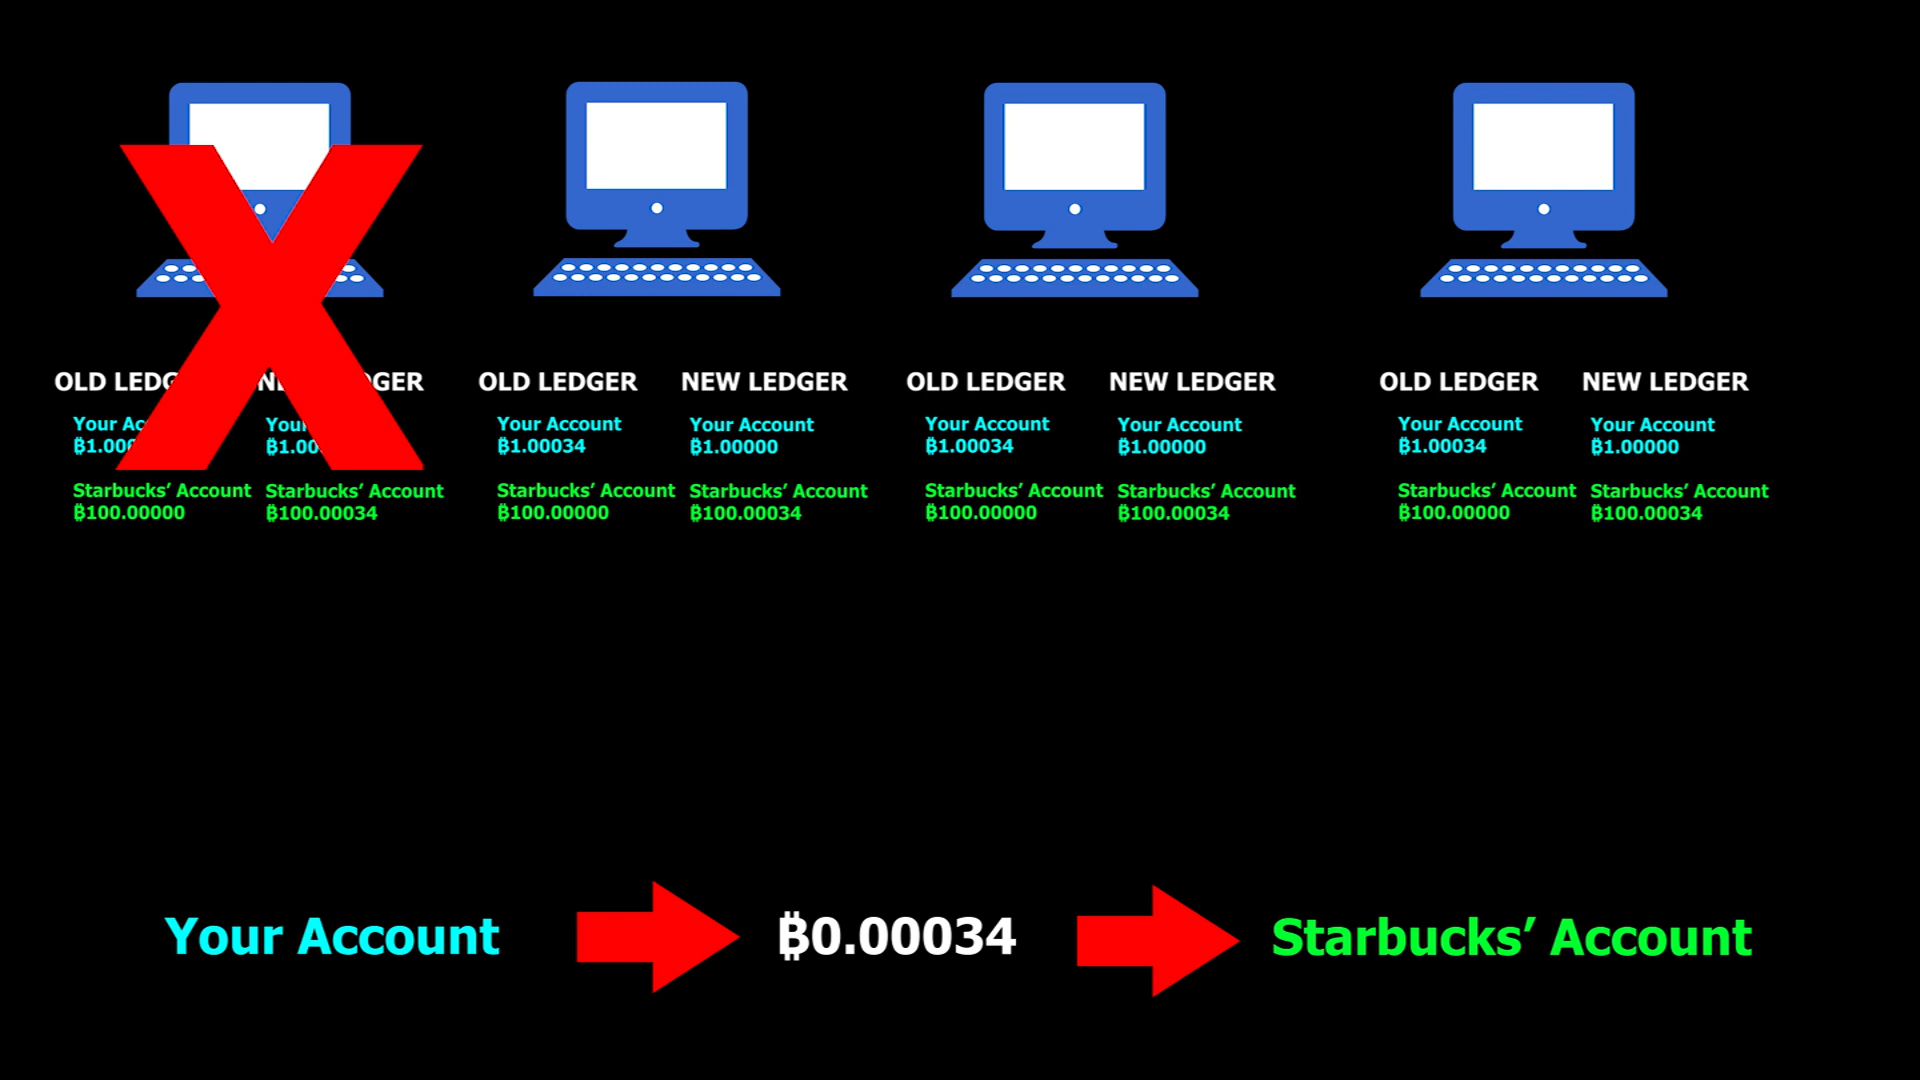 OLD LEDGER NEW LEDGER OLD LEDGER NEW LEDGER OLD LEDGER NEW LEDGER
Your Your Account Your Account Your Account Your Account Your Account Your Account
฿1.00034 ฿1.00000 ฿1.00034 ฿1.00000 ฿1.00034 ฿1.00000
Starbucks’ Account Starbucks’ Account Starbucks’ Account Starbucks’ Account Starbucks’ Account Starbucks’ Account Starbucks’ Account Starbucks’ Account
฿100.00000 ฿100.00034 ฿100.00000 ฿100.00034 ฿100.00000 ฿100.00034 ฿100.00000 ฿100.00034
Your Account ฿0.00034 Starbucks’ Account